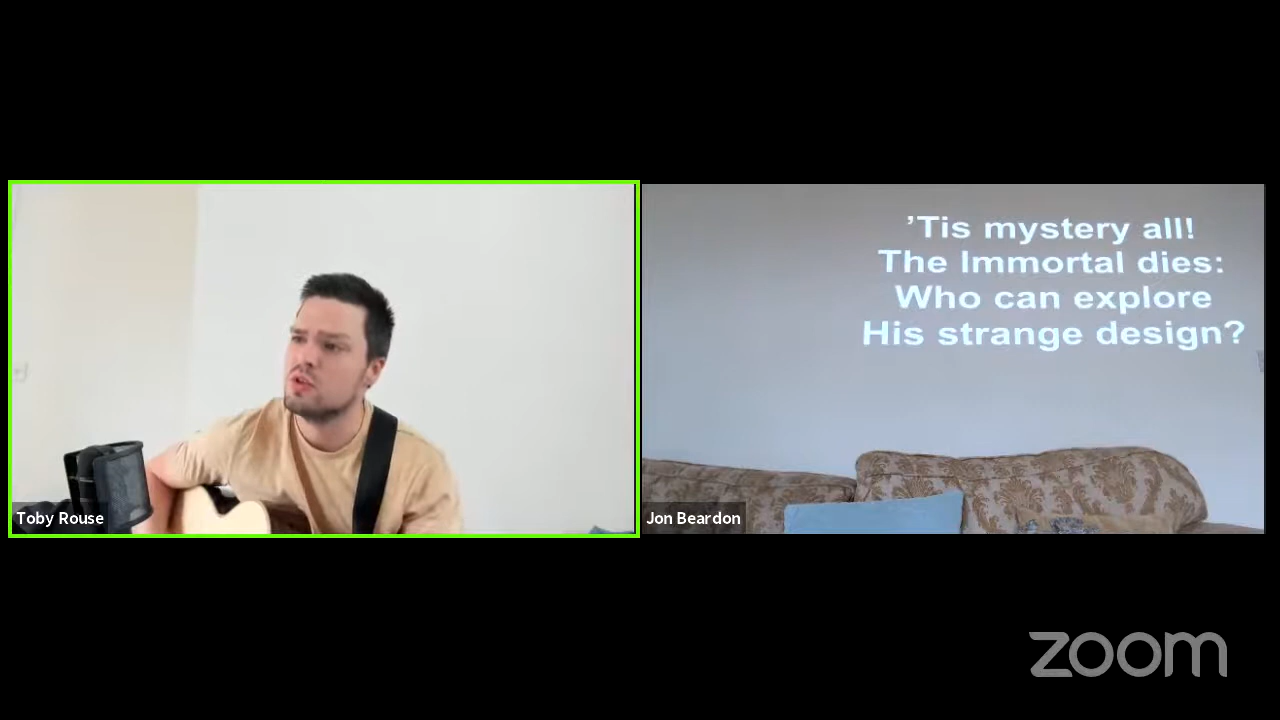 ’Tis mystery all!
The Immortal dies:
Who can explore
His strange design?
Toby Rouse
Jon Beardon
zoom